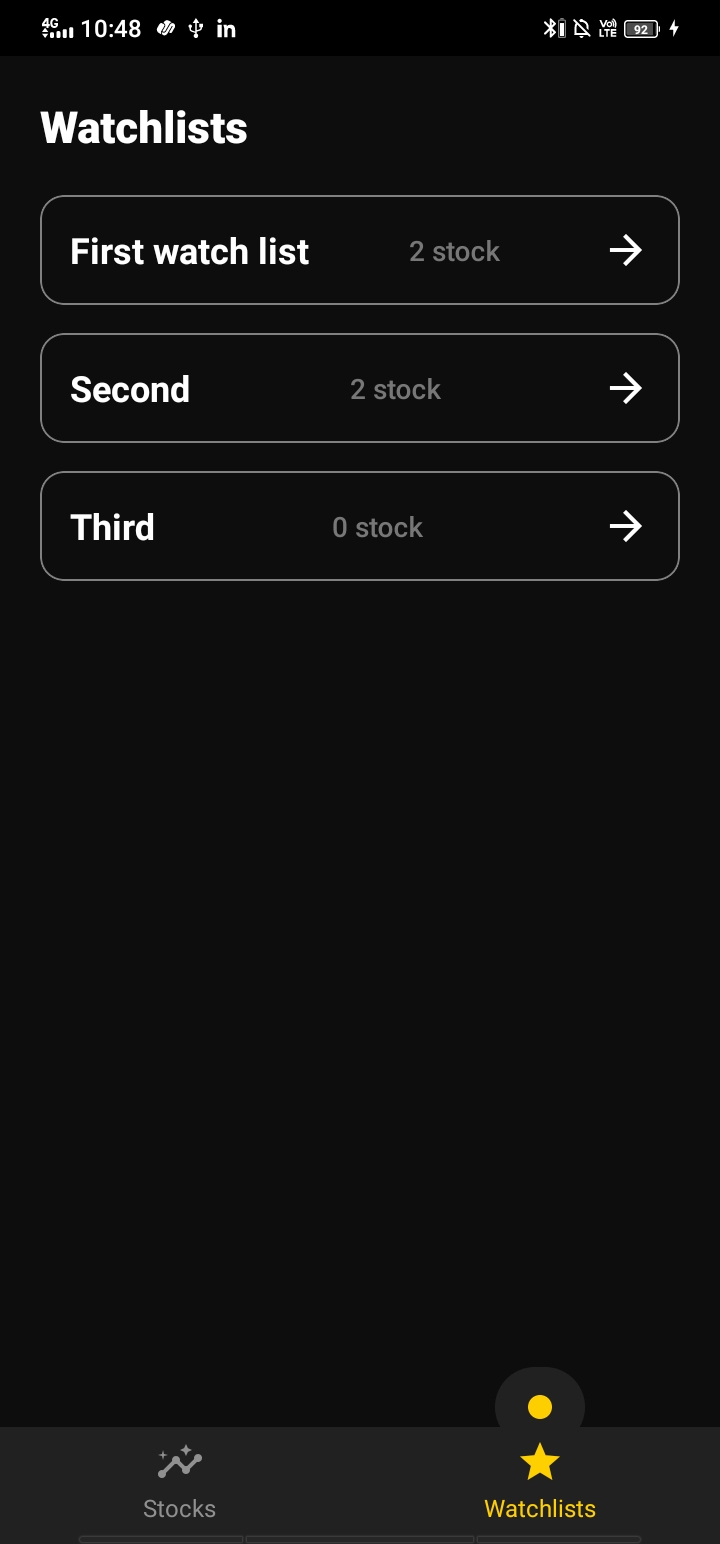 4G 10:48 in VoD LTE 92
Watchlists
First watch list 2 stock
Second 2 stock
Third 0 stock
Stocks Watchlists